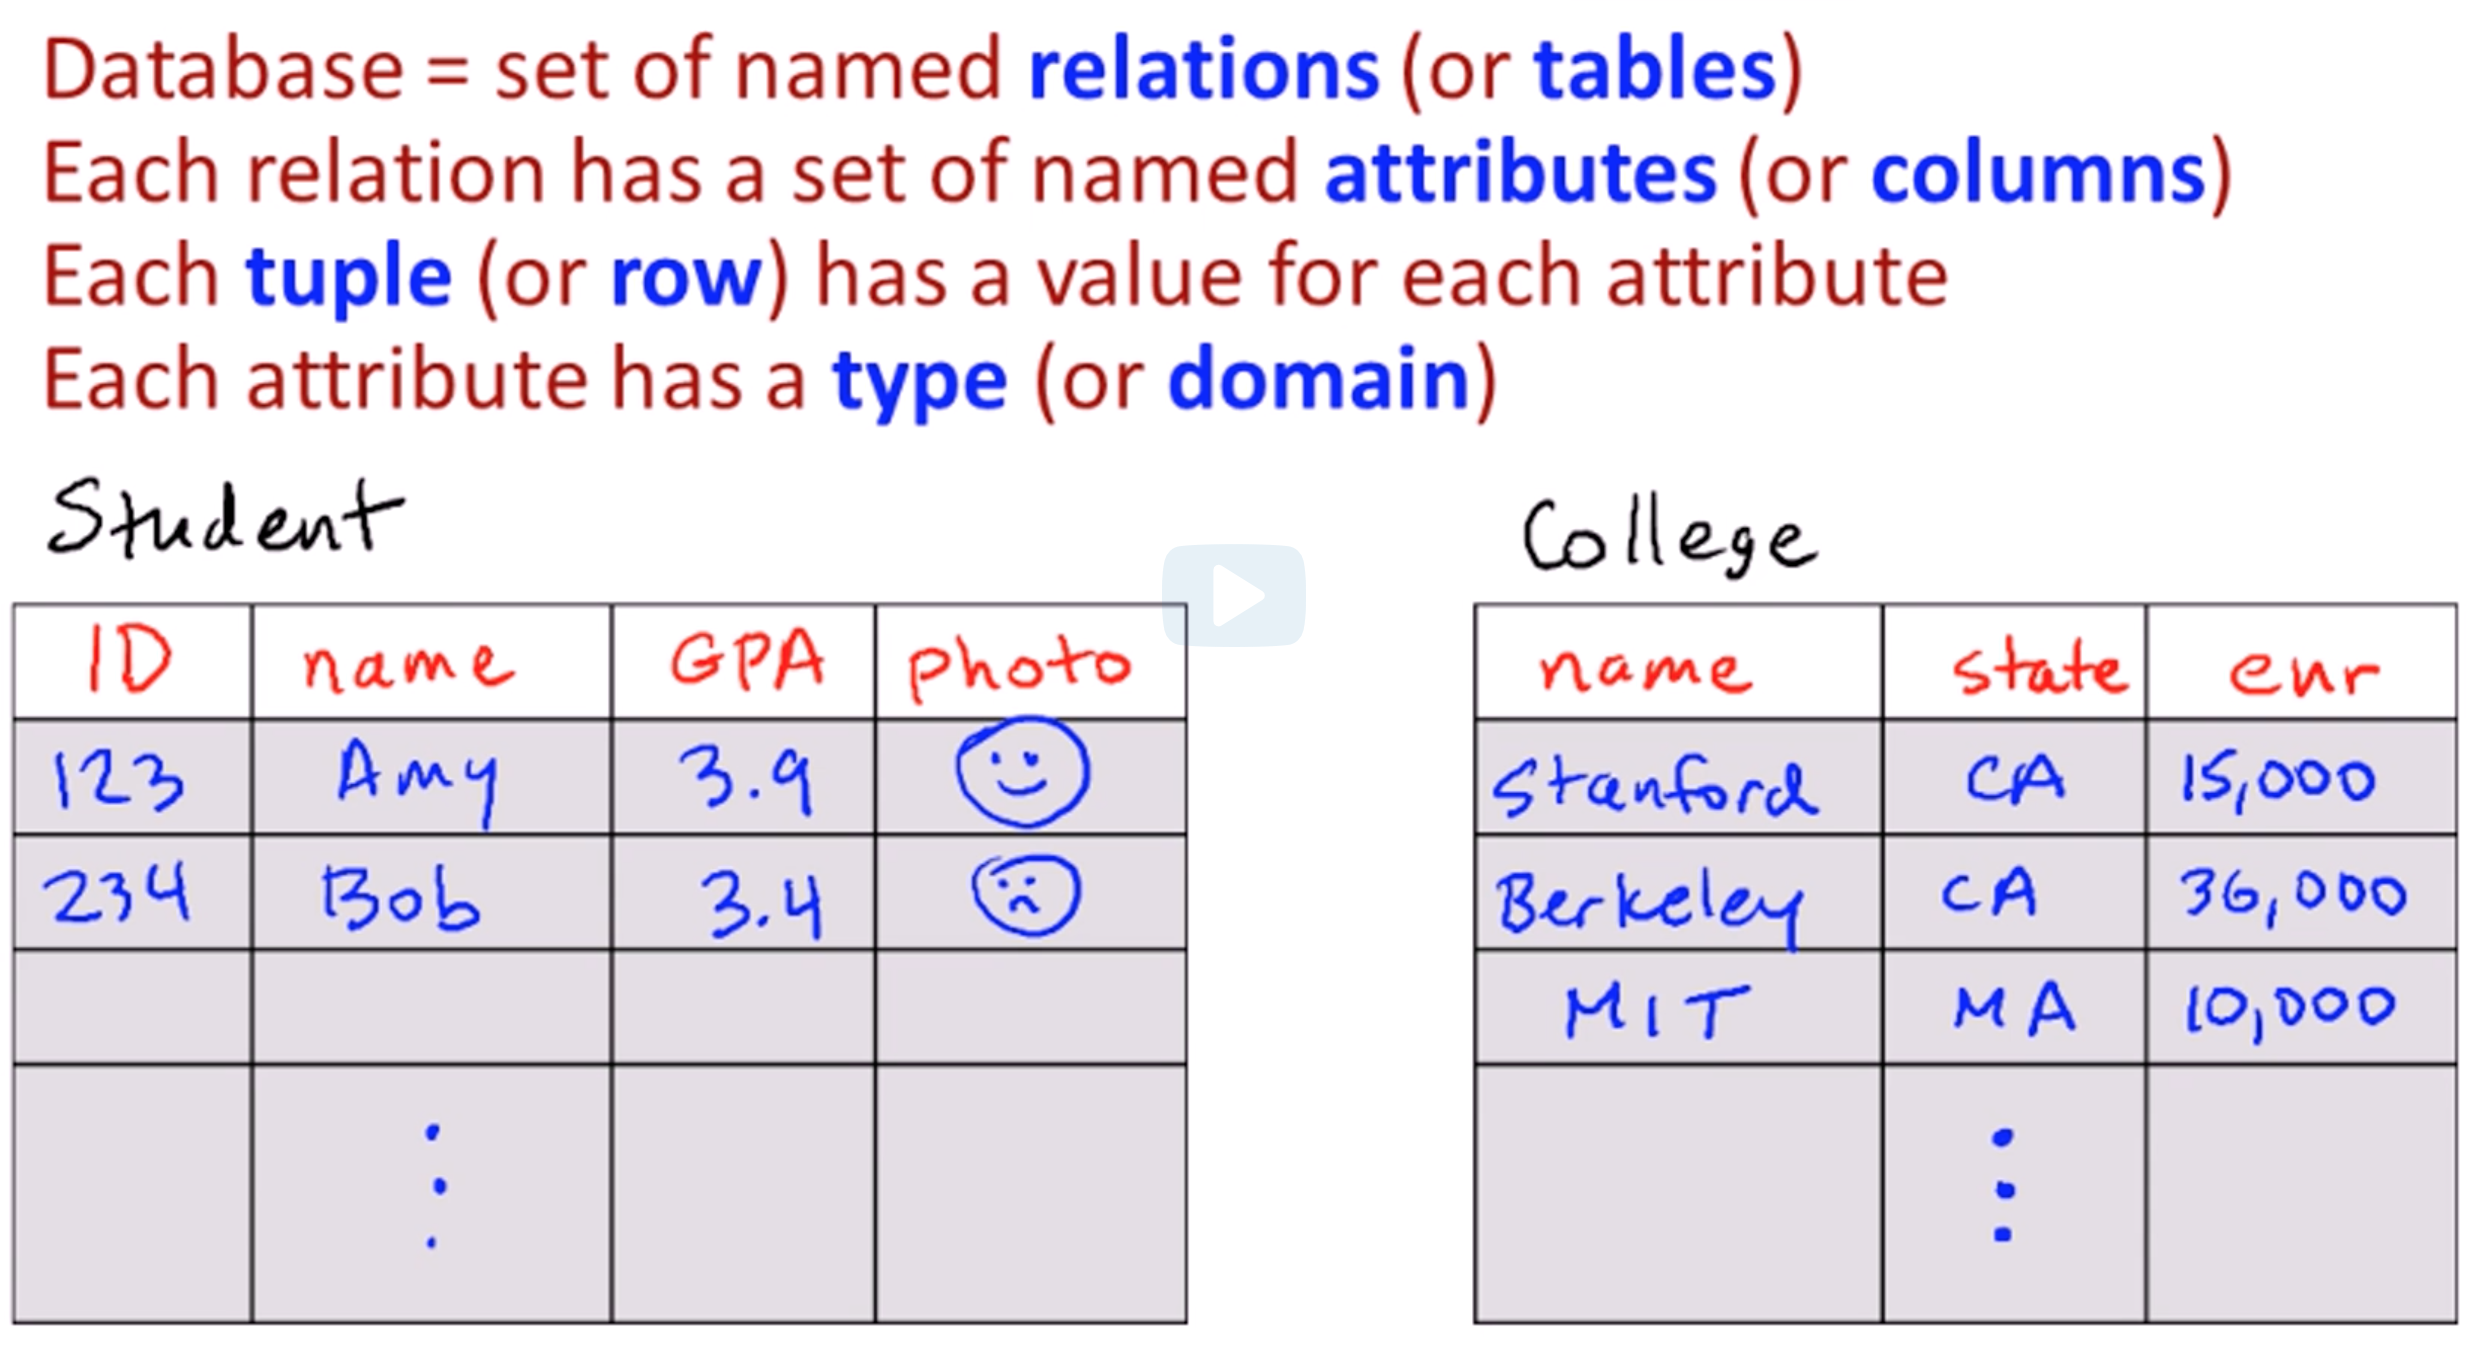 Database = set of named relations (or tables)
Each relation has a set of named attributes (or columns)
Each tuple (or row) has a value for each attribute
Each attribute has a type (or domain)
Student
ID name GPA photo
123 Amy 3.9
234 Bob 3.4
College
name state enr
Stanford CA 15,000
Berkeley CA 36,000
MIT MA 10,000